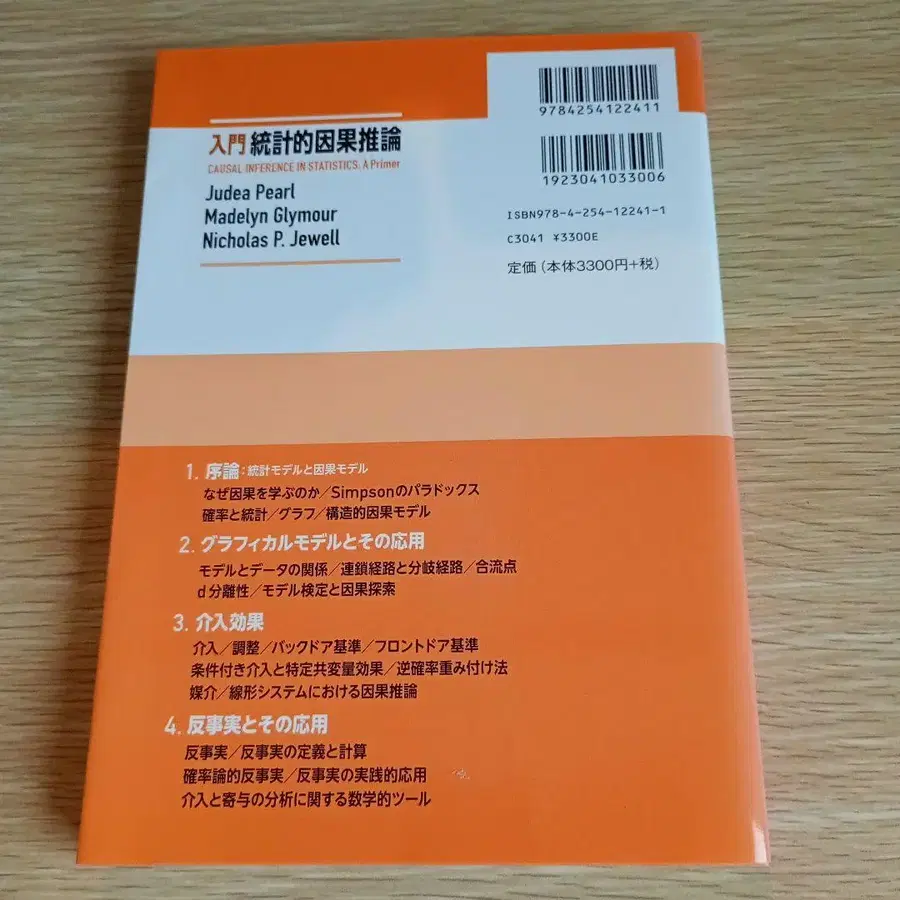 9784254122411
1923041033006
ISBN978-4-254-12241-1
C3041 ¥3300E
定価（本体3300円+税）
入門 統計的因果推論
CAUSAL INFERENCE IN STATISTICS: A Primer
Judea Pearl
Madelyn Glymour
Nicholas P. Jewell
1. 序論：統計モデルと因果モデル
なぜ因果を学ぶのか／Simpsonのパラドックス
確率と統計／グラフ／構造的因果モデル
2. グラフィカルモデルとその応用
モデルとデータの関係／連鎖経路と分岐経路／合流点
d分離性／モデル検定と因果探索
3. 介入効果
介入／調整／バックドア基準／フロントドア基準
条件付き介入と特定共変量効果／逆確率重み付け法
媒介／線形システムにおける因果推論
4. 反事実とその応用
反事実／反事実の定義と計算
確率論的反事実／反事実の実践的応用
介入と寄与の分析に関する数学的ツール